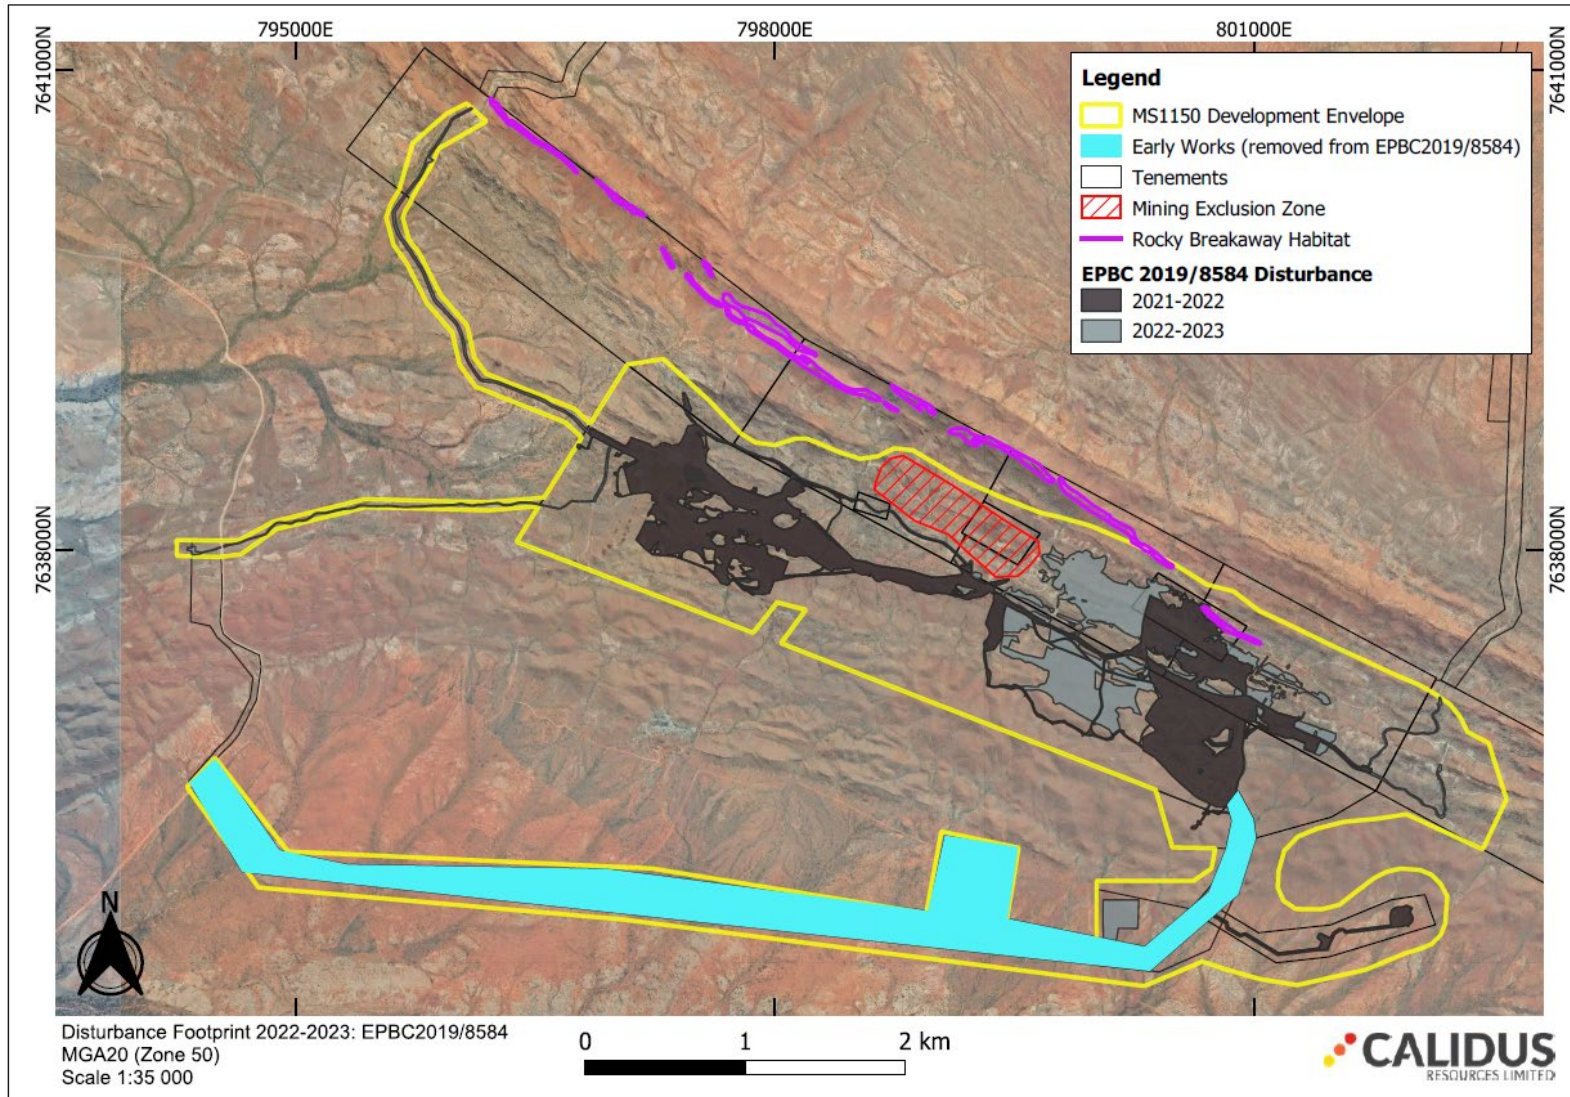 795000E
798000E
801000E
7641000N
7641000N
Legend
MS1150 Development Envelope
Early Works (removed from EPBC2019/8584)
Tenements
Mining Exclusion Zone
Rocky Breakaway Habitat
EPBC 2019/8584 Disturbance
2021-2022
2022-2023
7638000N
7638000N
N
Disturbance Footprint 2022-2023: EPBC2019/8584
MGA20 (Zone 50)
Scale 1:35 000
0 1 2 km
CALIDUS
RESOURCES LIMITED